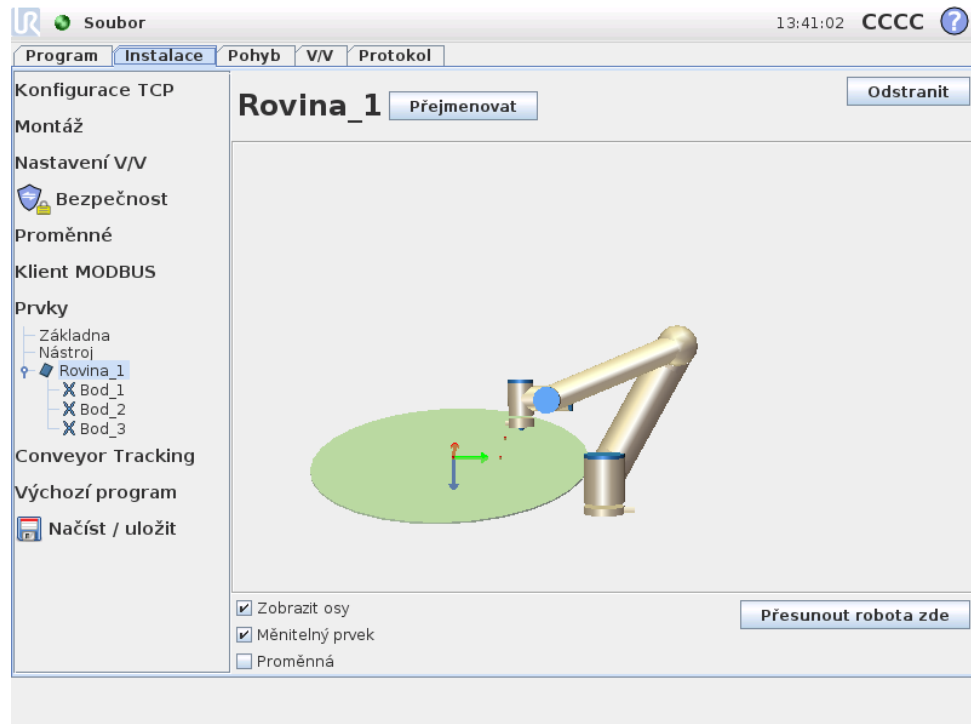 UR Soubor 13:41:02 CCCC ?
Program Instalace Pohyb V/V Protokol
Konfigurace TCP
Montáž
Nastavení V/V
Bezpečnost
Proměnné
Klient MODBUS
Prvky
Základna
Nástroj
Rovina_1
Bod_1
Bod_2
Bod_3
Conveyor Tracking
Výchozí program
Načíst / uložit
Rovina_1 Přejmenovat Odstranit
Zobrazit osy
Měnitelný prvek
Proměnná
Přesunout robota zde